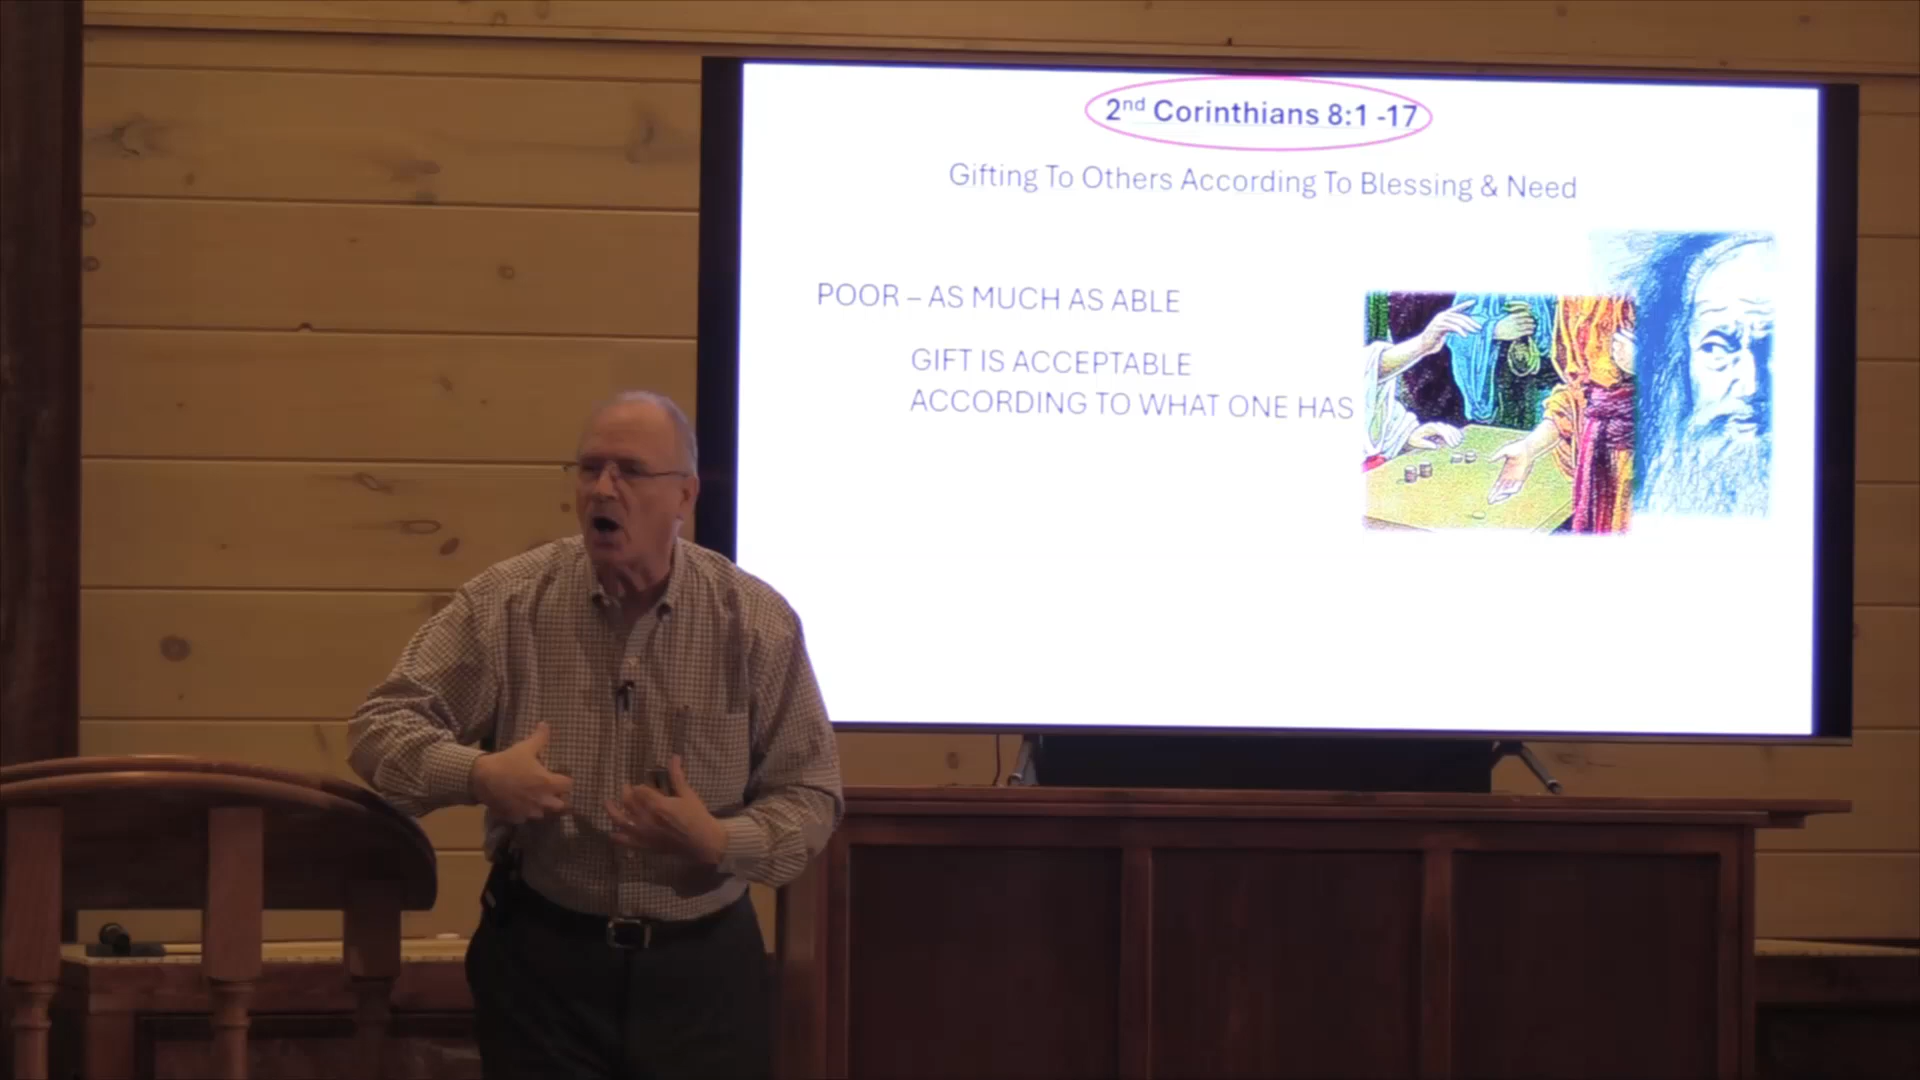 2nd Corinthians 8:1 -17
Gifting To Others According To Blessing & Need
POOR – AS MUCH AS ABLE
GIFT IS ACCEPTABLE
ACCORDING TO WHAT ONE HAS